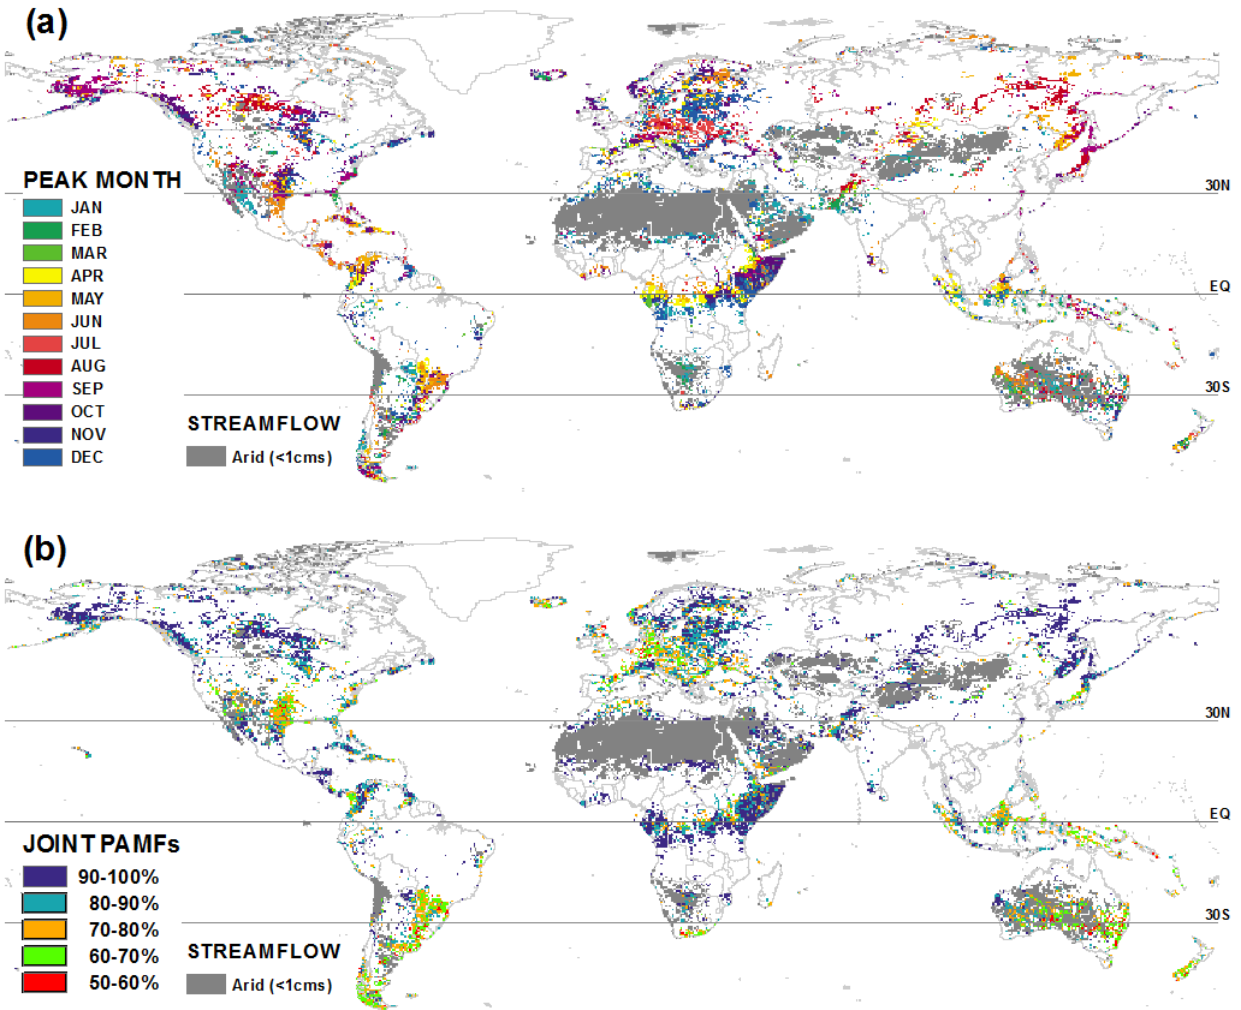 (a)
PEAK MONTH
JAN
FEB
MAR
APR
MAY
JUN
JUL
AUG
SEP
OCT
NOV
DEC
STREAMFLOW
Arid (<1cms)
30N
EQ
30S
(b)
JOINT PAMFs
90-100%
80-90%
70-80%
60-70%
50-60%
STREAMFLOW
Arid (<1cms)
30N
EQ
30S